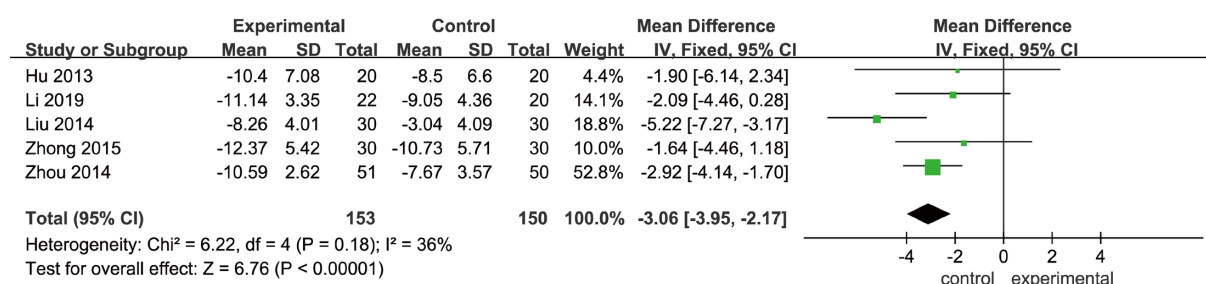 Experimental Control Mean Difference Mean Difference
Study or Subgroup Mean SD Total Mean SD Total Weight IV, Fixed, 95% CI IV, Fixed, 95% CI
Hu 2013 -10.4 7.08 20 -8.5 6.6 20 4.4% -1.90 [-6.14, 2.34]
Li 2019 -11.14 3.35 22 -9.05 4.36 20 14.1% -2.09 [-4.46, 0.28]
Liu 2014 -8.26 4.01 30 -3.04 4.09 30 18.8% -5.22 [-7.27, -3.17]
Zhong 2015 -12.37 5.42 30 -10.73 5.71 30 10.0% -1.64 [-4.46, 1.18]
Zhou 2014 -10.59 2.62 51 -7.67 3.57 50 52.8% -2.92 [-4.14, -1.70]
Total (95% CI) 153 150 100.0% -3.06 [-3.95, -2.17]
Heterogeneity: Chi² = 6.22, df = 4 (P = 0.18); I² = 36%
Test for overall effect: Z = 6.76 (P < 0.00001)
-4 -2 0 2 4
control experimental